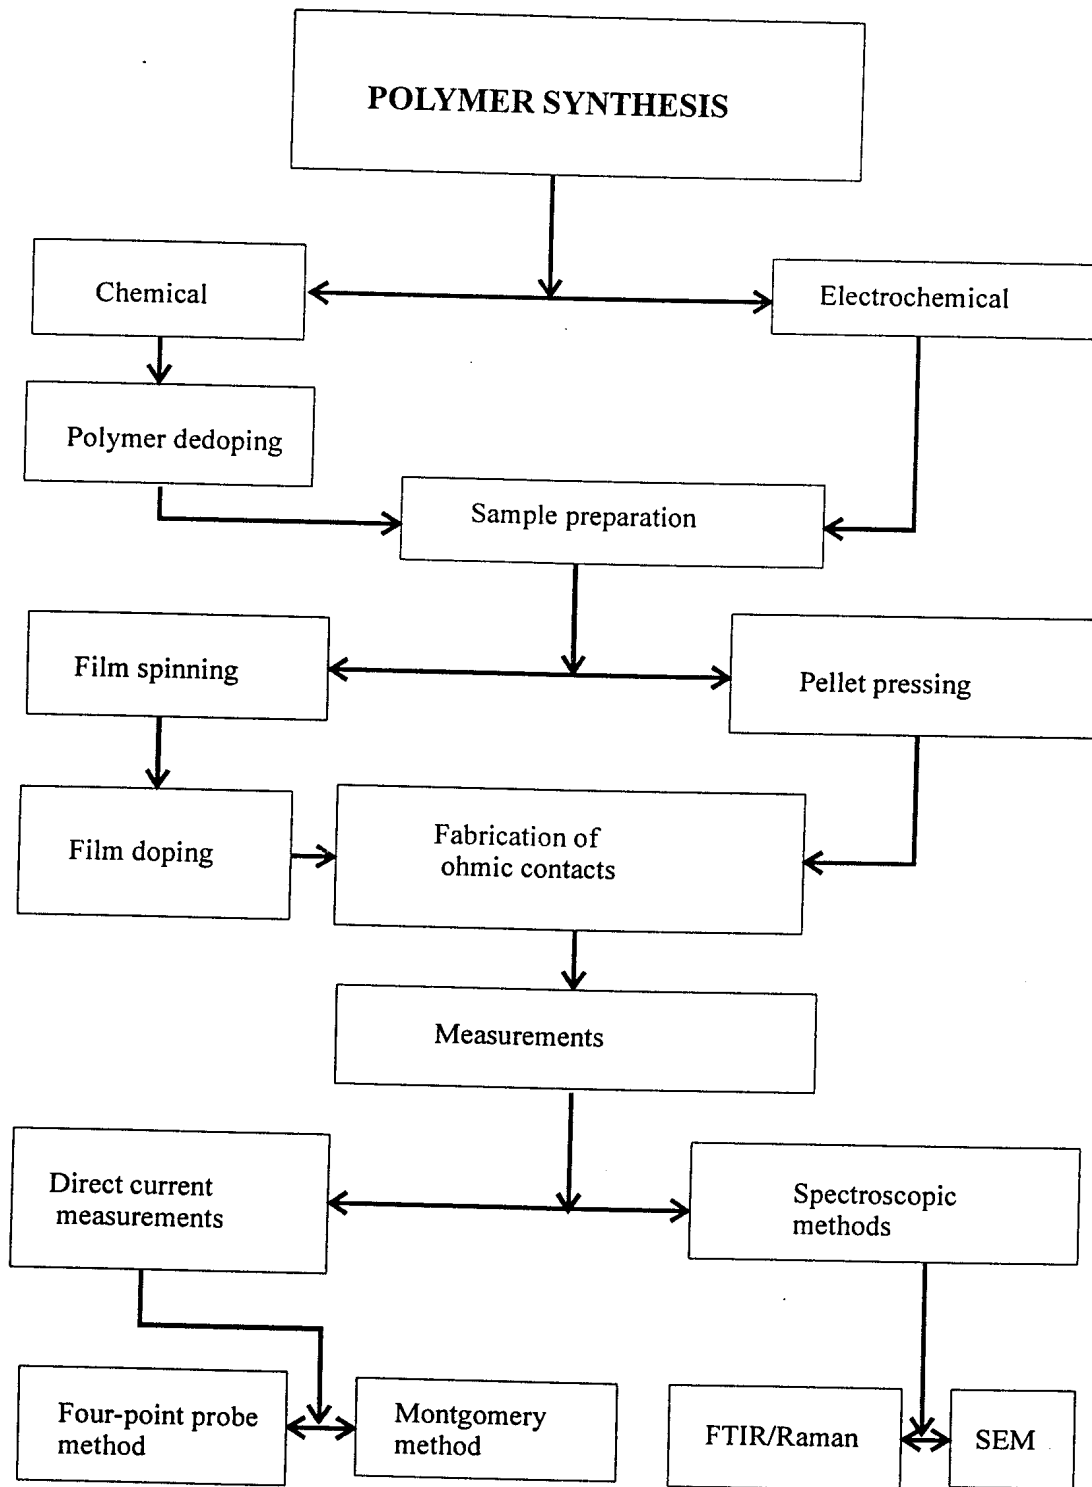 POLYMER SYNTHESIS
Chemical
Electrochemical
Polymer dedoping
Sample preparation
Film spinning
Pellet pressing
Film doping
Fabrication of
ohmic contacts
Measurements
Direct current
measurements
Spectroscopic
methods
Four-point probe
method
Montgomery
method
FTIR/Raman
SEM